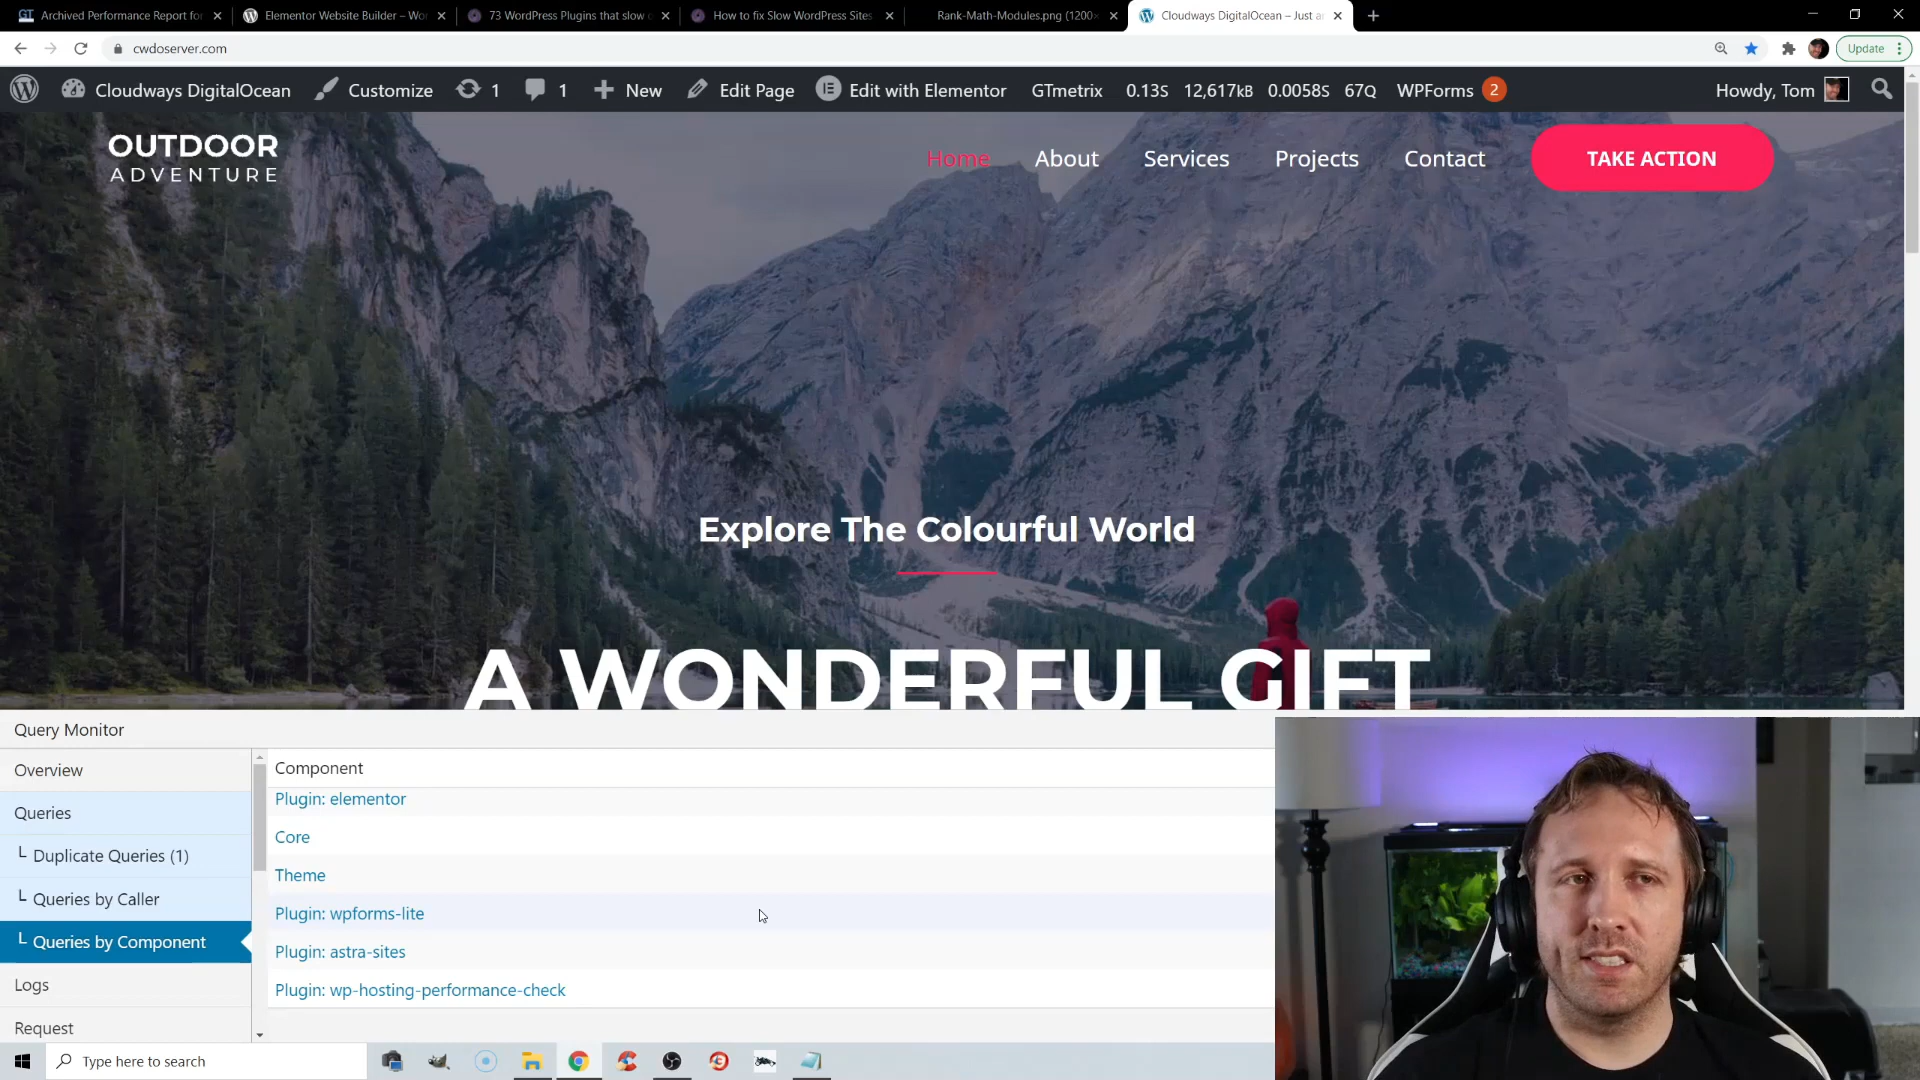 GT Archived Performance Report for
Elementor Website Builder – Wor
73 WordPress Plugins that slow
How to fix Slow WordPress Sites
Rank-Math-Modules.png (1200×
Cloudways DigitalOcean – Just a
cwdoserver.com
Update
Cloudways DigitalOcean
Customize
1
1
New
Edit Page
Edit with Elementor
GTmetrix
0.13S 12,617kB 0.0058S 67Q
WPForms 2
Howdy, Tom
OUTDOOR
ADVENTURE
Home
About
Services
Projects
Contact
TAKE ACTION
Explore The Colourful World
A WONDERFUL GIFT
Query Monitor
Overview
Queries
Duplicate Queries (1)
Queries by Caller
Queries by Component
Logs
Request
Component
Plugin: elementor
Core
Theme
Plugin: wpforms-lite
Plugin: astra-sites
Plugin: wp-hosting-performance-check
Type here to search